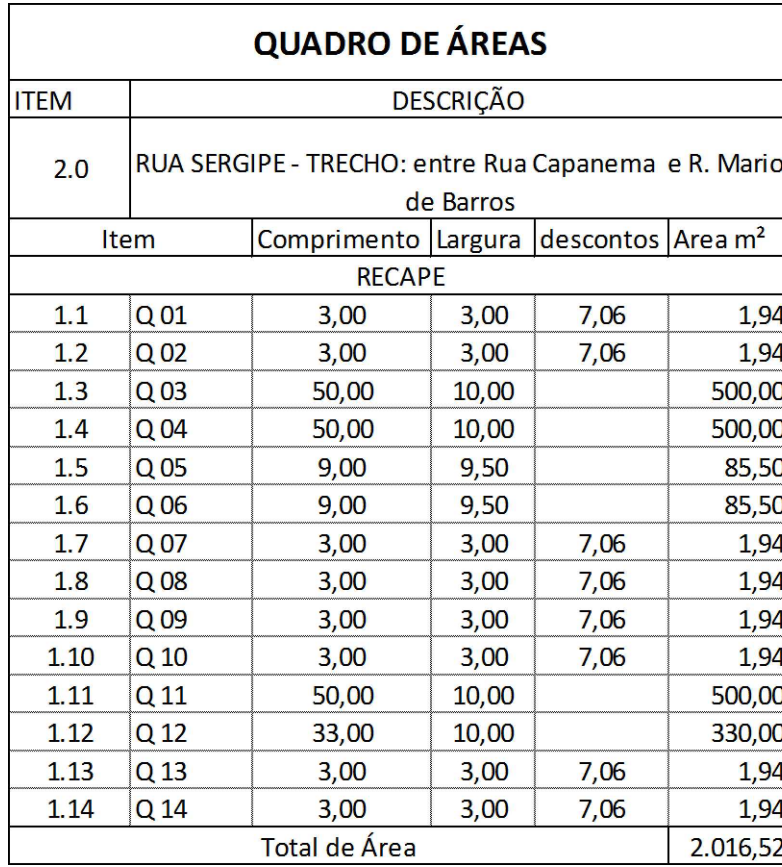 QUADRO DE ÁREAS
ITEM DESCRIÇÃO
2.0 RUA SERGIPE - TRECHO: entre Rua Capanema e R. Mario
de Barros
Item Comprimento Largura descontos Area m²
RECAPE
1.1 Q 01 3,00 3,00 7,06 1,94
1.2 Q 02 3,00 3,00 7,06 1,94
1.3 Q 03 50,00 10,00 500,00
1.4 Q 04 50,00 10,00 500,00
1.5 Q 05 9,00 9,50 85,50
1.6 Q 06 9,00 9,50 85,50
1.7 Q 07 3,00 3,00 7,06 1,94
1.8 Q 08 3,00 3,00 7,06 1,94
1.9 Q 09 3,00 3,00 7,06 1,94
1.10 Q 10 3,00 3,00 7,06 1,94
1.11 Q 11 50,00 10,00 500,00
1.12 Q 12 33,00 10,00 330,00
1.13 Q 13 3,00 3,00 7,06 1,94
1.14 Q 14 3,00 3,00 7,06 1,94
Total de Área 2.016,52